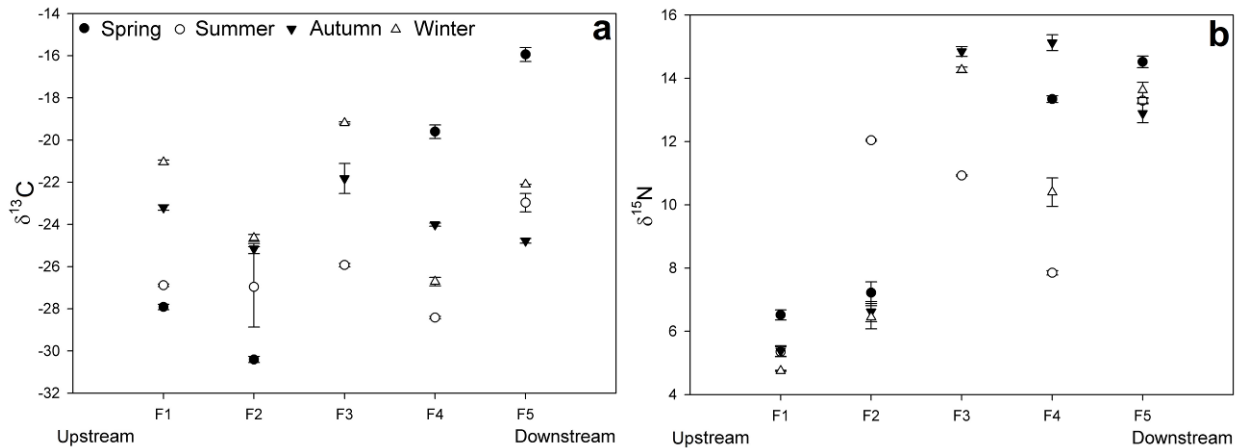 ● Spring ○ Summer ▼ Autumn △ Winter
a
δ¹³C
-14
-16
-18
-20
-22
-24
-26
-28
-30
-32
F1 F2 F3 F4 F5
Upstream Downstream
b
δ¹⁵N
16
14
12
10
8
6
4
F1 F2 F3 F4 F5
Upstream Downstream